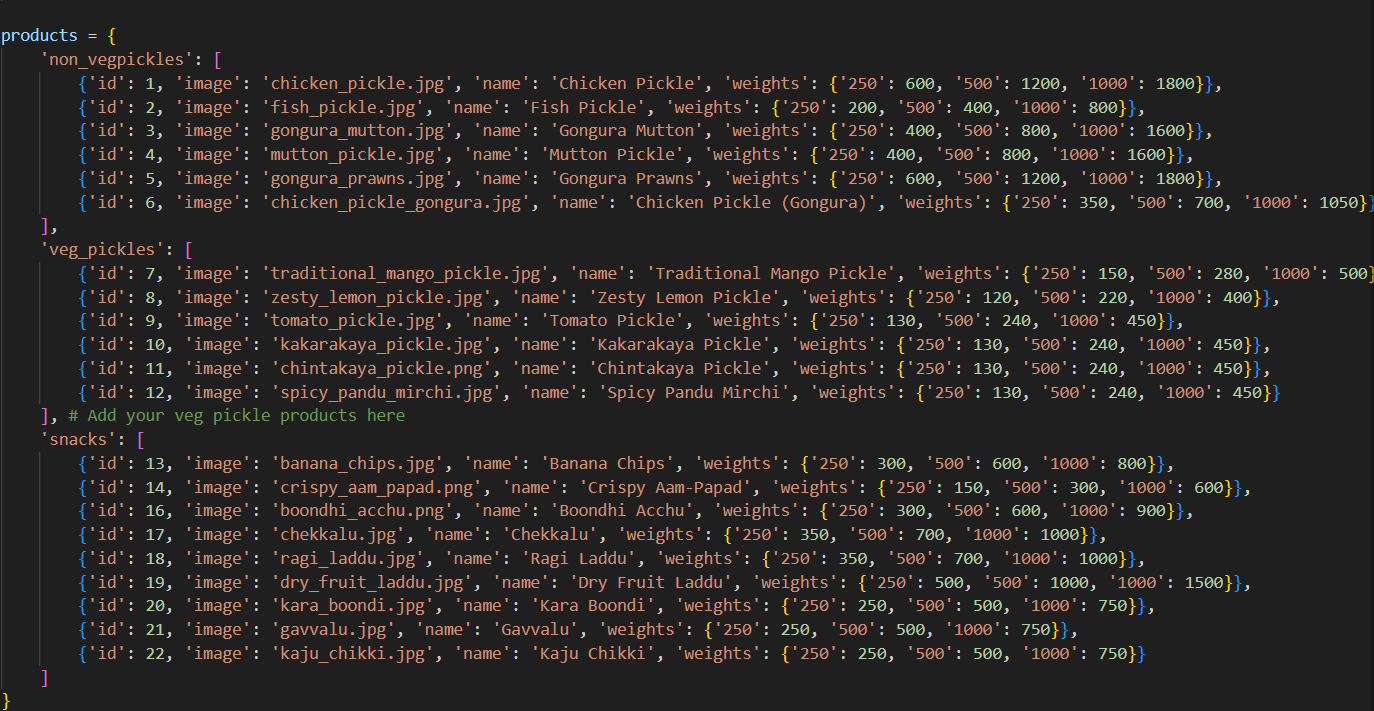 products = {
    'non_vegpickles': [
        {'id': 1, 'image': 'chicken_pickle.jpg', 'name': 'Chicken Pickle', 'weights': {'250': 600, '500': 1200, '1000': 1800}},
        {'id': 2, 'image': 'fish_pickle.jpg', 'name': 'Fish Pickle', 'weights': {'250': 200, '500': 400, '1000': 800}},
        {'id': 3, 'image': 'gongura_mutton.jpg', 'name': 'Gongura Mutton', 'weights': {'250': 400, '500': 800, '1000': 1600}},
        {'id': 4, 'image': 'mutton_pickle.jpg', 'name': 'Mutton Pickle', 'weights': {'250': 400, '500': 800, '1000': 1600}},
        {'id': 5, 'image': 'gongura_prawns.jpg', 'name': 'Gongura Prawns', 'weights': {'250': 600, '500': 1200, '1000': 1800}},
        {'id': 6, 'image': 'chicken_pickle_gongura.jpg', 'name': 'Chicken Pickle (Gongura)', 'weights': {'250': 350, '500': 700, '1000': 1050}}
    ],
    'veg_pickles': [
        {'id': 7, 'image': 'traditional_mango_pickle.jpg', 'name': 'Traditional Mango Pickle', 'weights': {'250': 150, '500': 280, '1000': 500}
        {'id': 8, 'image': 'zesty_lemon_pickle.jpg', 'name': 'Zesty Lemon Pickle', 'weights': {'250': 120, '500': 220, '1000': 400}},
        {'id': 9, 'image': 'tomato_pickle.jpg', 'name': 'Tomato Pickle', 'weights': {'250': 130, '500': 240, '1000': 450}},
        {'id': 10, 'image': 'kakarakaya_pickle.jpg', 'name': 'Kakarakaya Pickle', 'weights': {'250': 130, '500': 240, '1000': 450}},
        {'id': 11, 'image': 'chintakaya_pickle.png', 'name': 'Chintakaya Pickle', 'weights': {'250': 130, '500': 240, '1000': 450}},
        {'id': 12, 'image': 'spicy_pandu_mirchi.jpg', 'name': 'Spicy Pandu Mirchi', 'weights': {'250': 130, '500': 240, '1000': 450}}
    ], # Add your veg pickle products here
    'snacks': [
        {'id': 13, 'image': 'banana_chips.jpg', 'name': 'Banana Chips', 'weights': {'250': 300, '500': 600, '1000': 800}},
        {'id': 14, 'image': 'crispy_aam_papad.png', 'name': 'Crispy Aam-Papad', 'weights': {'250': 150, '500': 300, '1000': 600}},
        {'id': 16, 'image': 'boondhi_acchu.png', 'name': 'Boondhi Acchu', 'weights': {'250': 300, '500': 600, '1000': 900}},
        {'id': 17, 'image': 'chekkalu.jpg', 'name': 'Chekkalu', 'weights': {'250': 350, '500': 700, '1000': 1000}},
        {'id': 18, 'image': 'ragi_laddu.jpg', 'name': 'Ragi Laddu', 'weights': {'250': 350, '500': 700, '1000': 1000}},
        {'id': 19, 'image': 'dry_fruit_laddu.jpg', 'name': 'Dry Fruit Laddu', 'weights': {'250': 500, '500': 1000, '1000': 1500}},
        {'id': 20, 'image': 'kara_boondi.jpg', 'name': 'Kara Boondi', 'weights': {'250': 250, '500': 500, '1000': 750}},
        {'id': 21, 'image': 'gavvalu.jpg', 'name': 'Gavvalu', 'weights': {'250': 250, '500': 500, '1000': 750}},
        {'id': 22, 'image': 'kaju_chikki.jpg', 'name': 'Kaju Chikki', 'weights': {'250': 250, '500': 500, '1000': 750}}
    ]
}